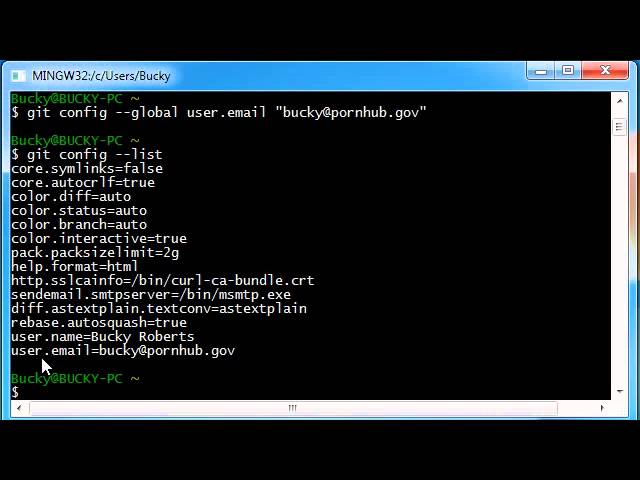 MINGW32:/c/Users/Bucky
Bucky@BUCKY-PC ~
$ git config --global user.email "bucky@pornhub.gov"
Bucky@BUCKY-PC ~
$ git config --list
core.symlinks=false
core.autocrlf=true
color.diff=auto
color.status=auto
color.branch=auto
color.interactive=true
pack.packsizelimit=2g
help.format=html
http.sslcainfo=/bin/curl-ca-bundle.crt
sendemail.smtpserver=/bin/msmtp.exe
diff.astextplain.textconv=astextplain
rebase.autosquash=true
user.name=Bucky Roberts
user.email=bucky@pornhub.gov
Bucky@BUCKY-PC ~
$